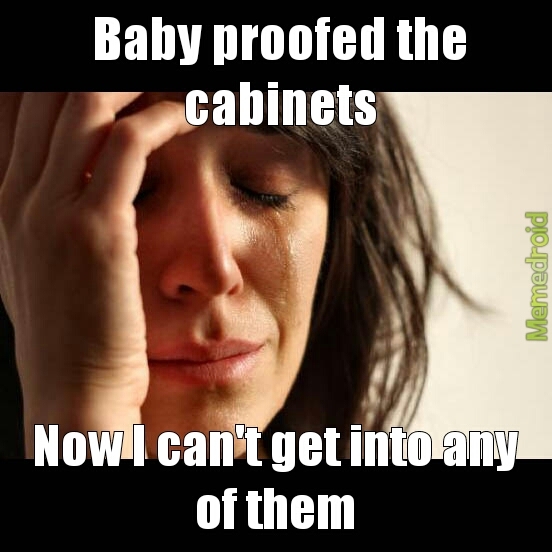 Baby proofed the
cabinets
Memedroid
Now I can't get into any
of them